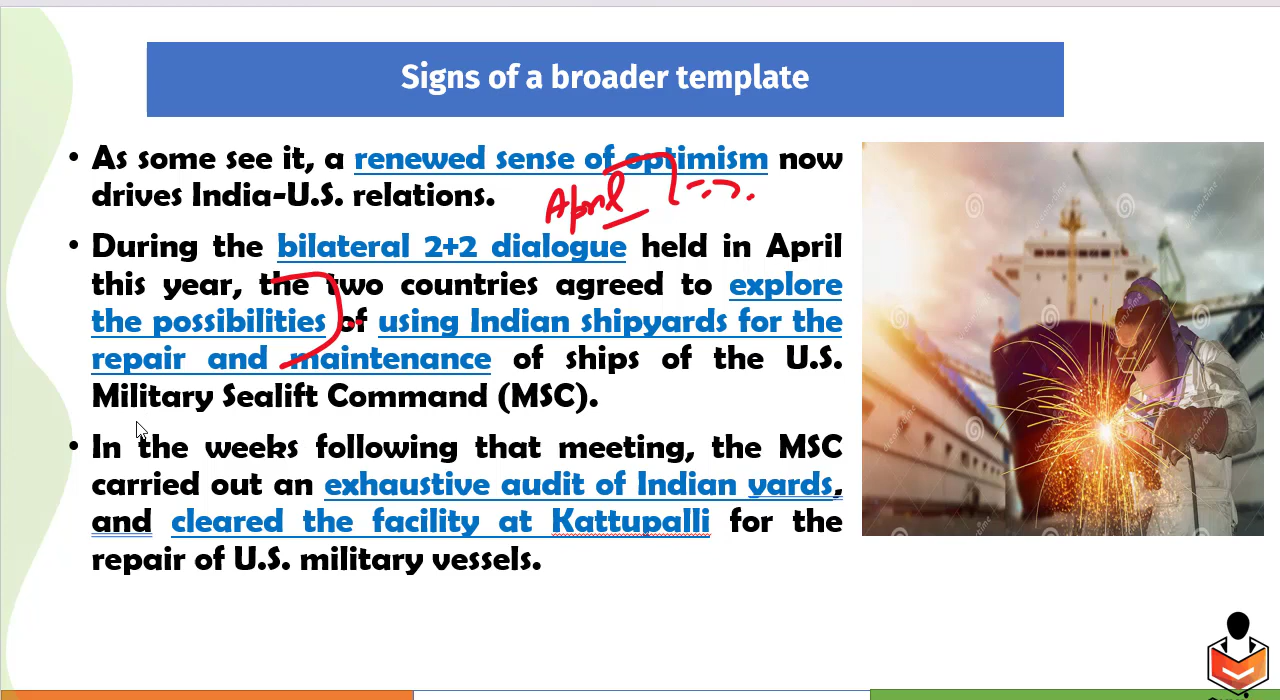 Signs of a broader template
• As some see it, a renewed sense of optimism now
drives India-U.S. relations.
April
• During the bilateral 2+2 dialogue held in April
this year, the two countries agreed to explore
the possibilities of using Indian shipyards for the
repair and maintenance of ships of the U.S.
Military Sealift Command (MSC).
• In the weeks following that meeting, the MSC
carried out an exhaustive audit of Indian yards,
and cleared the facility at Kattupalli for the
repair of U.S. military vessels.